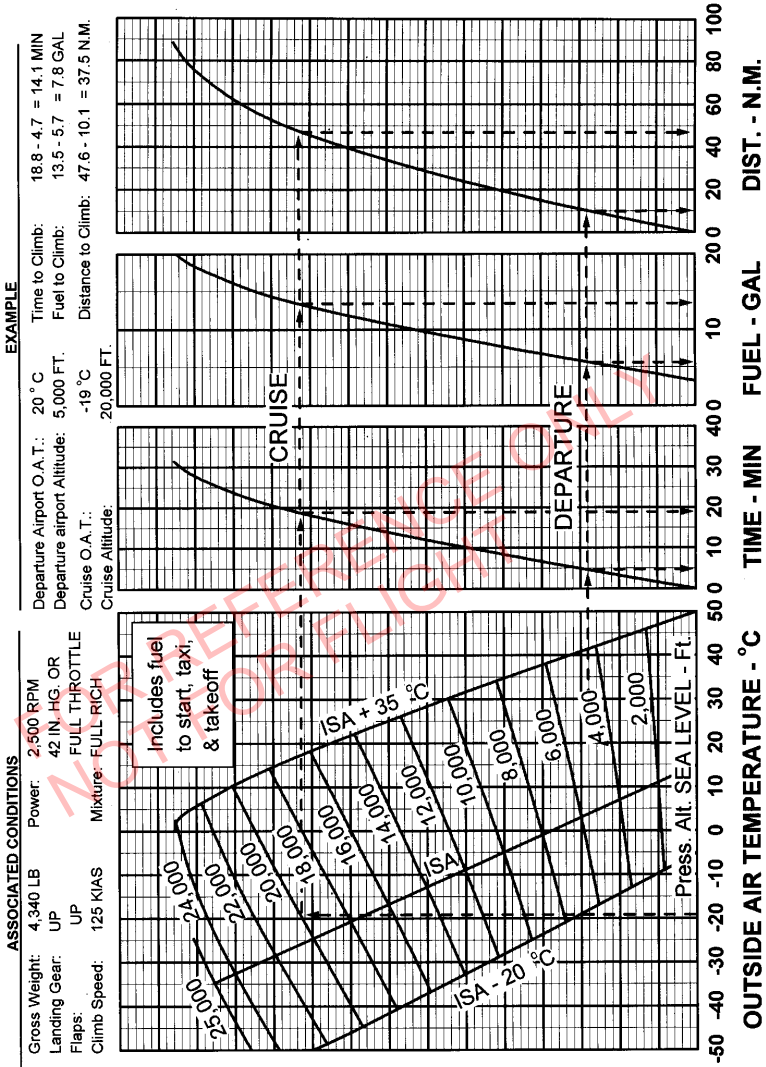 ASSOCIATED CONDITIONS
Gross Weight: 4,340 LB
Landing Gear: UP
Flaps: UP
Climb Speed: 125 KIAS
Power: 2,500 RPM
42 IN. HG. OR
FULL THROTTLE
Mixture: FULL RICH
EXAMPLE
Departure Airport O.A.T.: 20 ° C
Departure airport Altitude: 5,000 FT.
Cruise O.A.T.: -19 °C
Cruise Altitude: 20,000 FT.
Time to Climb: 18.8 - 4.7 = 14.1 MIN
Fuel to Climb: 13.5 - 5.7 = 7.8 GAL
Distance to Climb: 47.6 - 10.1 = 37.5 N.M.
Includes fuel
to start, taxi,
& takeoff
25,000
24,000
22,000
20,000
18,000
16,000
14,000
12,000
10,000
8,000
6,000
4,000
2,000
Press. Alt. SEA LEVEL - Ft.
ISA + 35 °C
ISA
ISA - 20 °C
CRUISE
DEPARTURE
-50 -40 -30 -20 -10 0 10 20 30 40 50
0 10 20 30 40
0 10 20
0 20 40 60 80 100
OUTSIDE AIR TEMPERATURE - °C
TIME - MIN
FUEL - GAL
DIST. - N.M.
FOR REFERENCE ONLY
NOT FOR FLIGHT